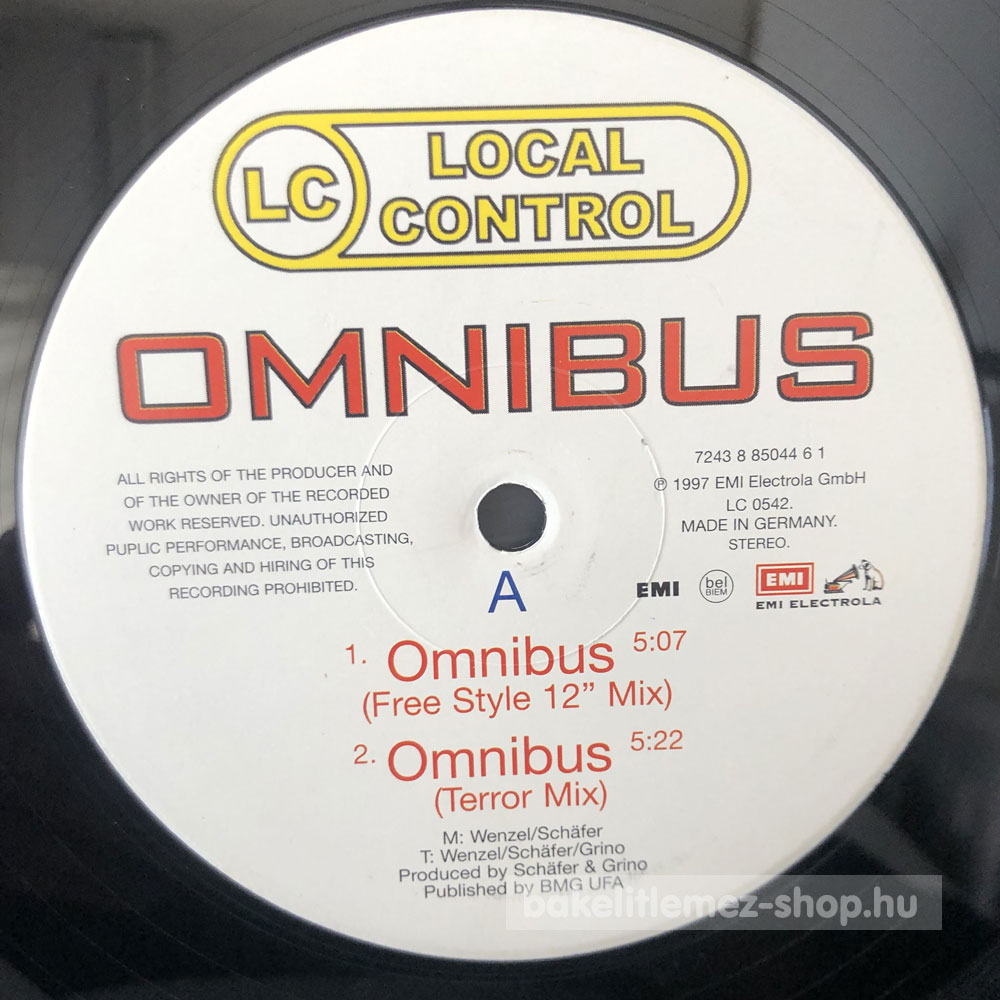 LC LOCAL
CONTROL
OMNIBUS
ALL RIGHTS OF THE PRODUCER AND
OF THE OWNER OF THE RECORDED
WORK RESERVED. UNAUTHORIZED
PUPLIC PERFORMANCE, BROADCASTING,
COPYING AND HIRING OF THIS
RECORDING PROHIBITED.
7243 8 85044 6 1
℗ 1997 EMI Electrola GmbH
LC 0542.
MADE IN GERMANY.
STEREO.
EMI
bel
BIEM
EMI
EMI ELECTROLA
A
1. Omnibus 5:07
(Free Style 12” Mix)
2. Omnibus 5:22
(Terror Mix)
M: Wenzel/Schäfer
T: Wenzel/Schäfer/Grino
Produced by Schäfer & Grino
Published by BMG UFA
bakelitlemez-shop.hu